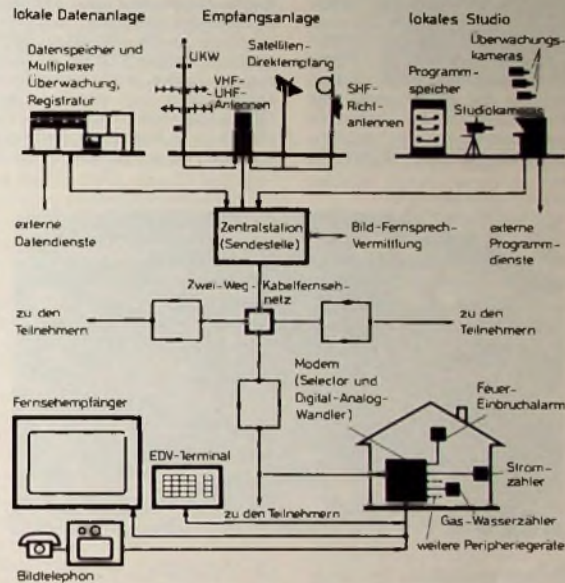 lokale Datenanlage
Empfangsanlage
lokales Studio
Datenspeicher und
Multiplexer
Überwachung,
Registratur
UKW
VHF-
UHF-
Antennen
Satelliten-
Direktempfang
SHF-
Richt-
antennen
Programm-
speicher
Überwachungs-
kameras
Studiokameras
externe
Datendienste
Zentralstation
(Sendestelle)
Bild-Fernsprech-
Vermittlung
externe
Programm-
dienste
Zwei-Weg-Kabelfernseh-
netz
zu den
Teilnehmern
zu den
Teilnehmern
Modem
(Selector und
Digital-Analog-
Wandler)
Feuer-
Einbruchalarm
Fernsehempfänger
EDV-Terminal
Strom-
zähler
zu den Teilnehmern
Gas-Wasserzähler
weitere Peripheriegeräte
Bildtelephon